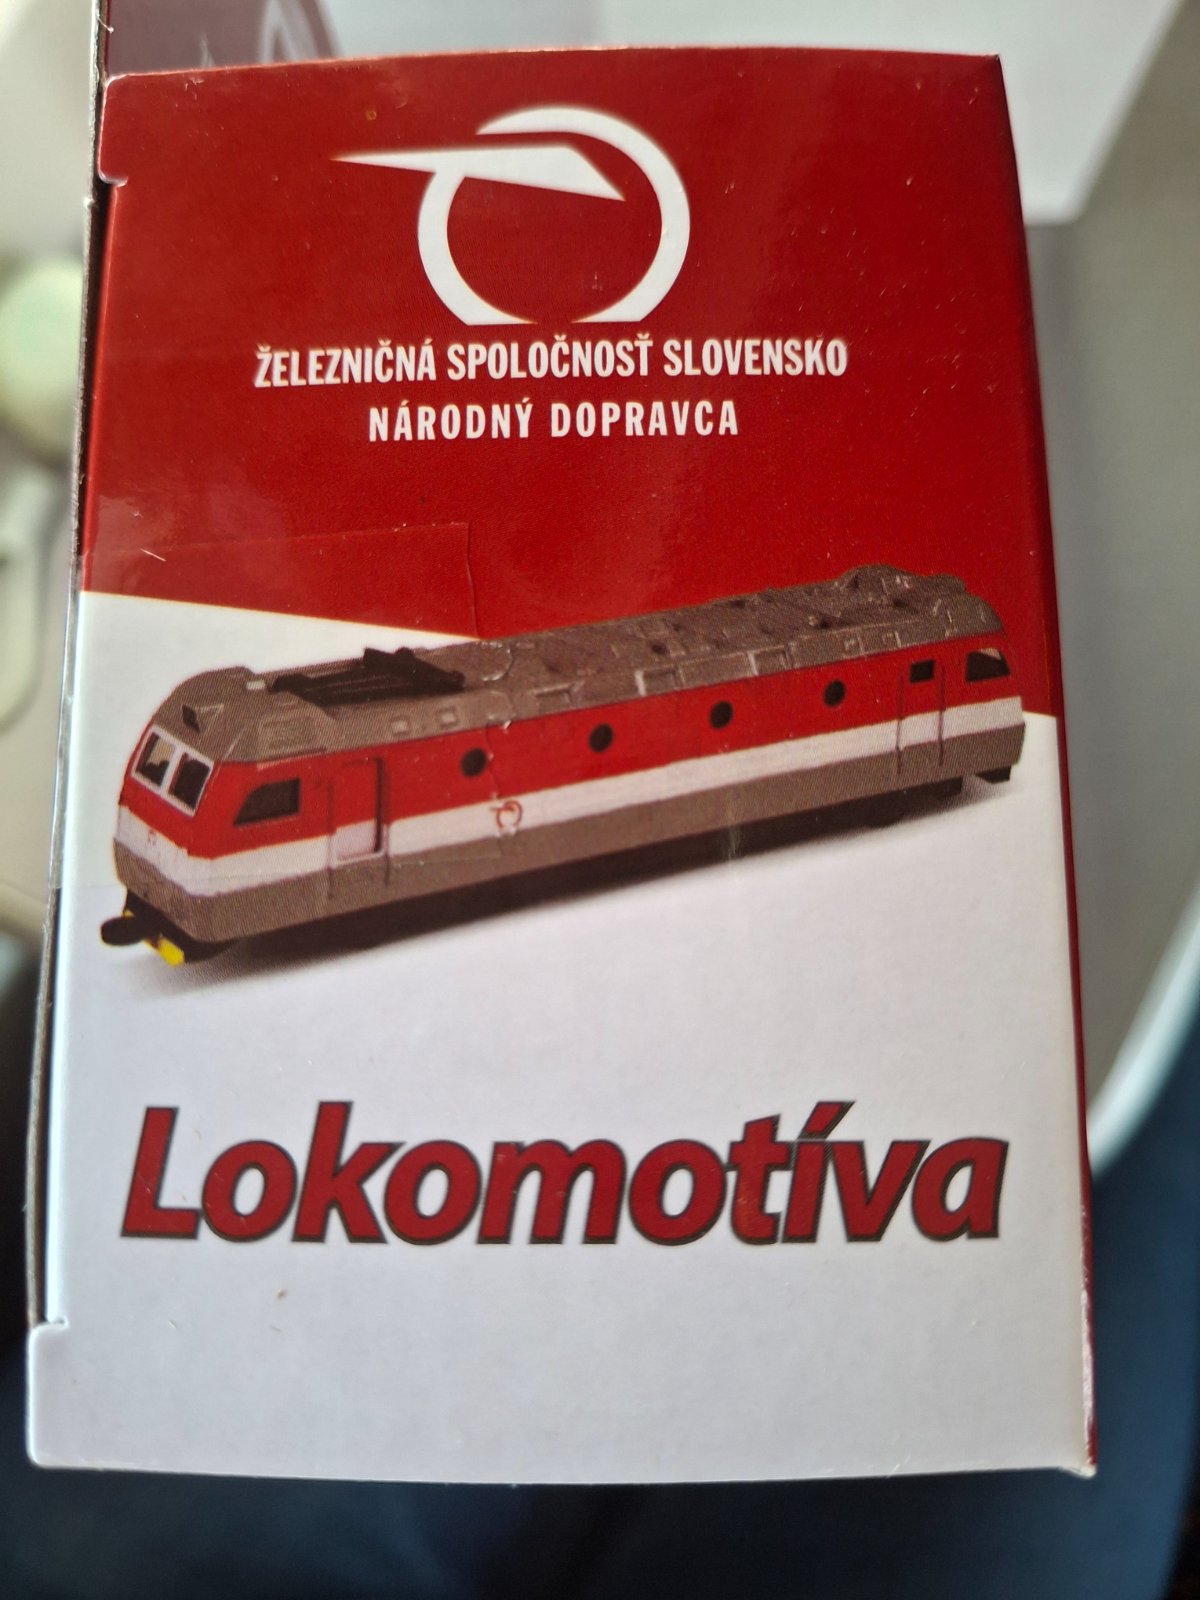 ŽELEZNIČNÁ SPOLOČNOSŤ SLOVENSKO
NÁRODNÝ DOPRAVCA
Lokomotíva